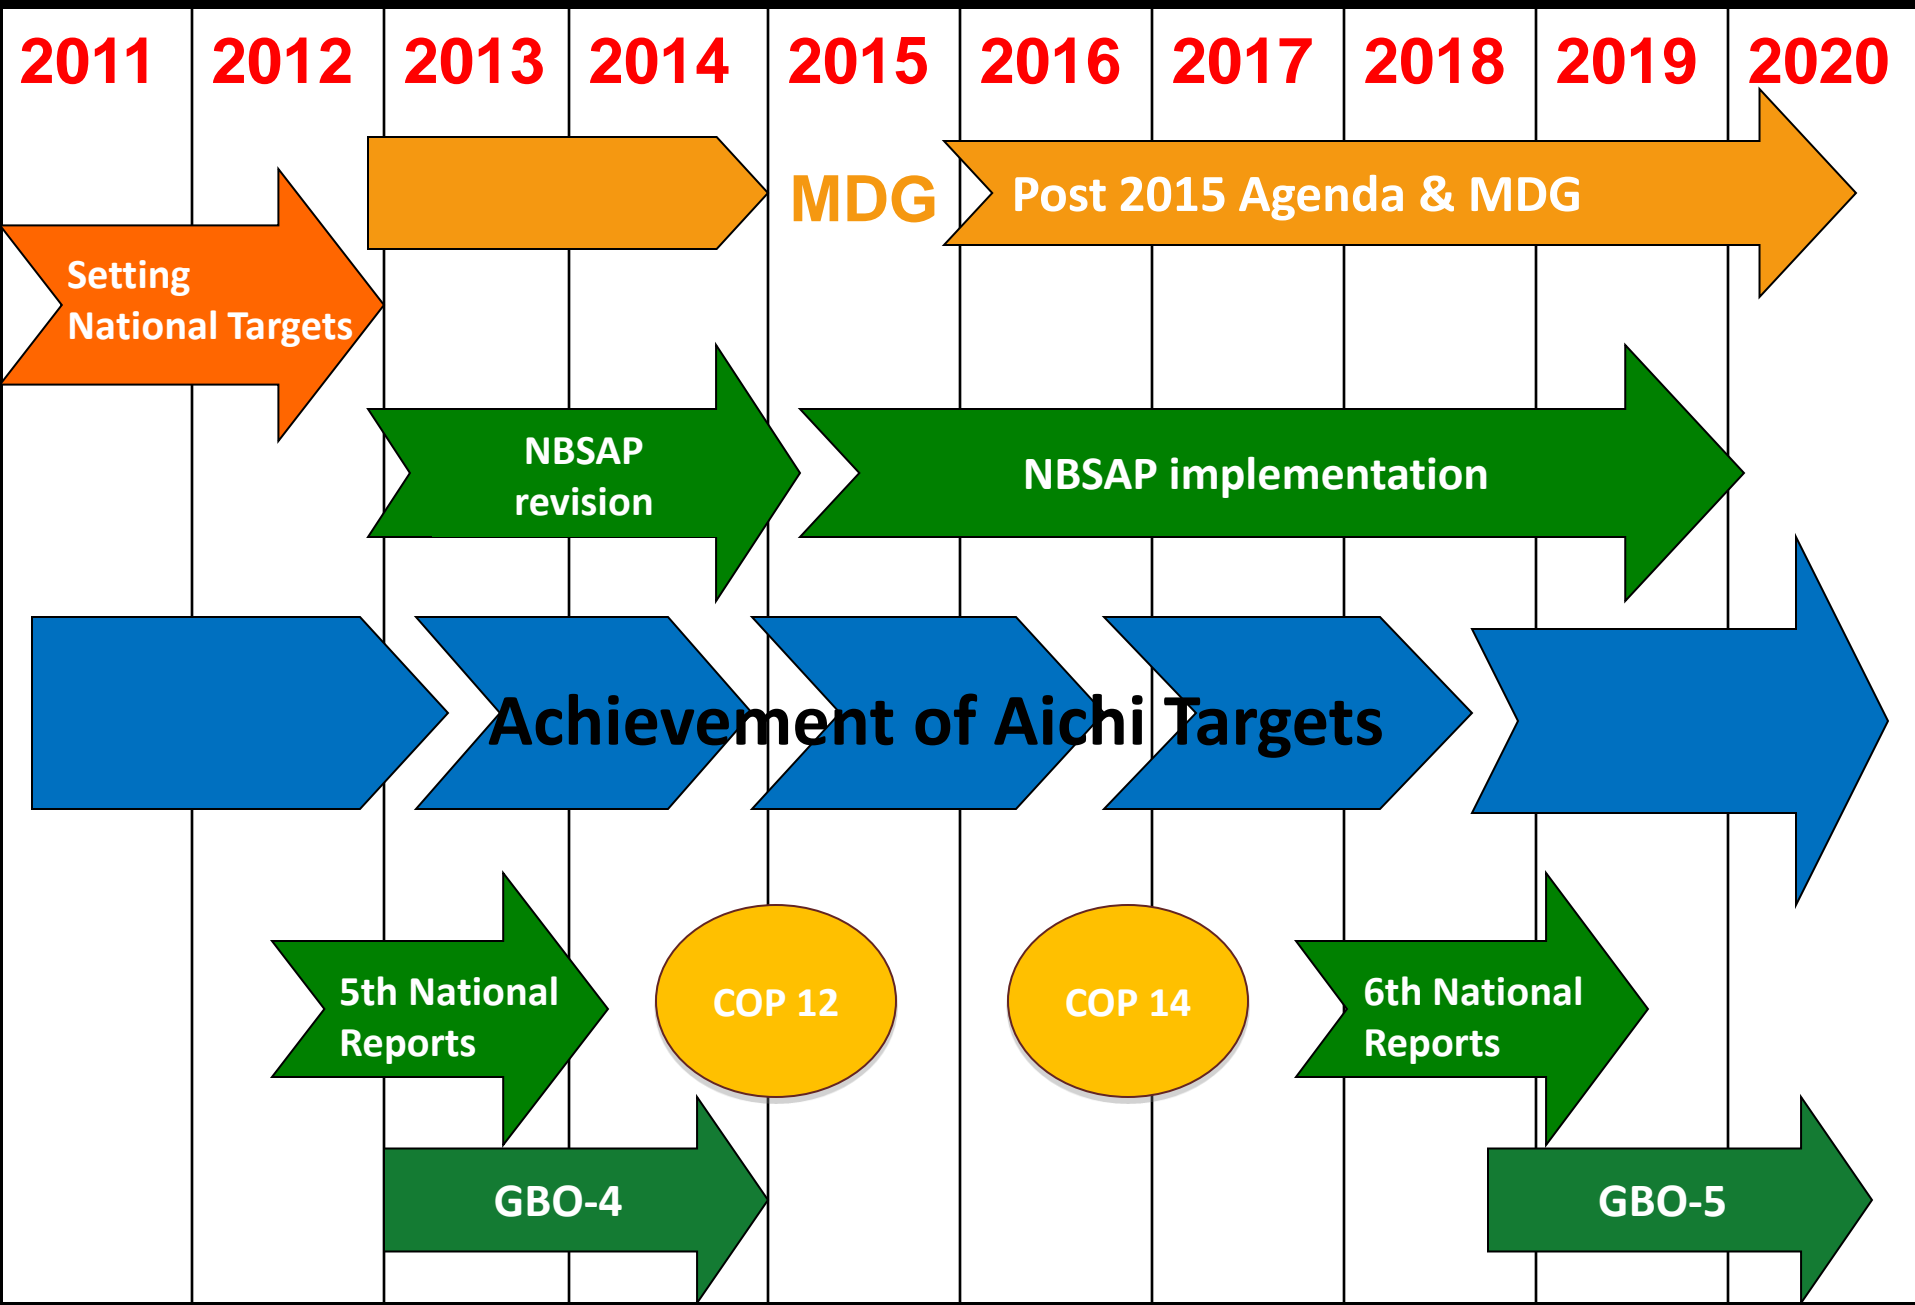 2011 2012 2013 2014 2015 2016 2017 2018 2019 2020
MDG
Post 2015 Agenda & MDG
Setting
National Targets
NBSAP
revision
NBSAP implementation
Achievement of Aichi Targets
5th National
Reports
COP 12
COP 14
6th National
Reports
GBO-4
GBO-5